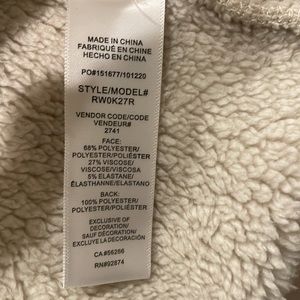 MADE IN CHINA
FABRIQUÉ EN CHINE
HECHO EN CHINA
PO#151677/101220
STYLE/MODEL#
RW0K27R
VENDOR CODE/CODE
VENDEUR#
2741
FACE:
68% POLYESTER/
POLYESTER/POLIÉSTER
27% VISCOSE/
VISCOSE/VISCOSA
5% ELASTANE/
ÉLASTHANNE/ELASTANO
BACK:
100% POLYESTER/
POLYESTER/POLIÉSTER
EXCLUSIVE OF
DECORATION/
SAUF DÉCORATION/
EXCLUYE LA DECORACIÓN
CA#56266
RN#92874